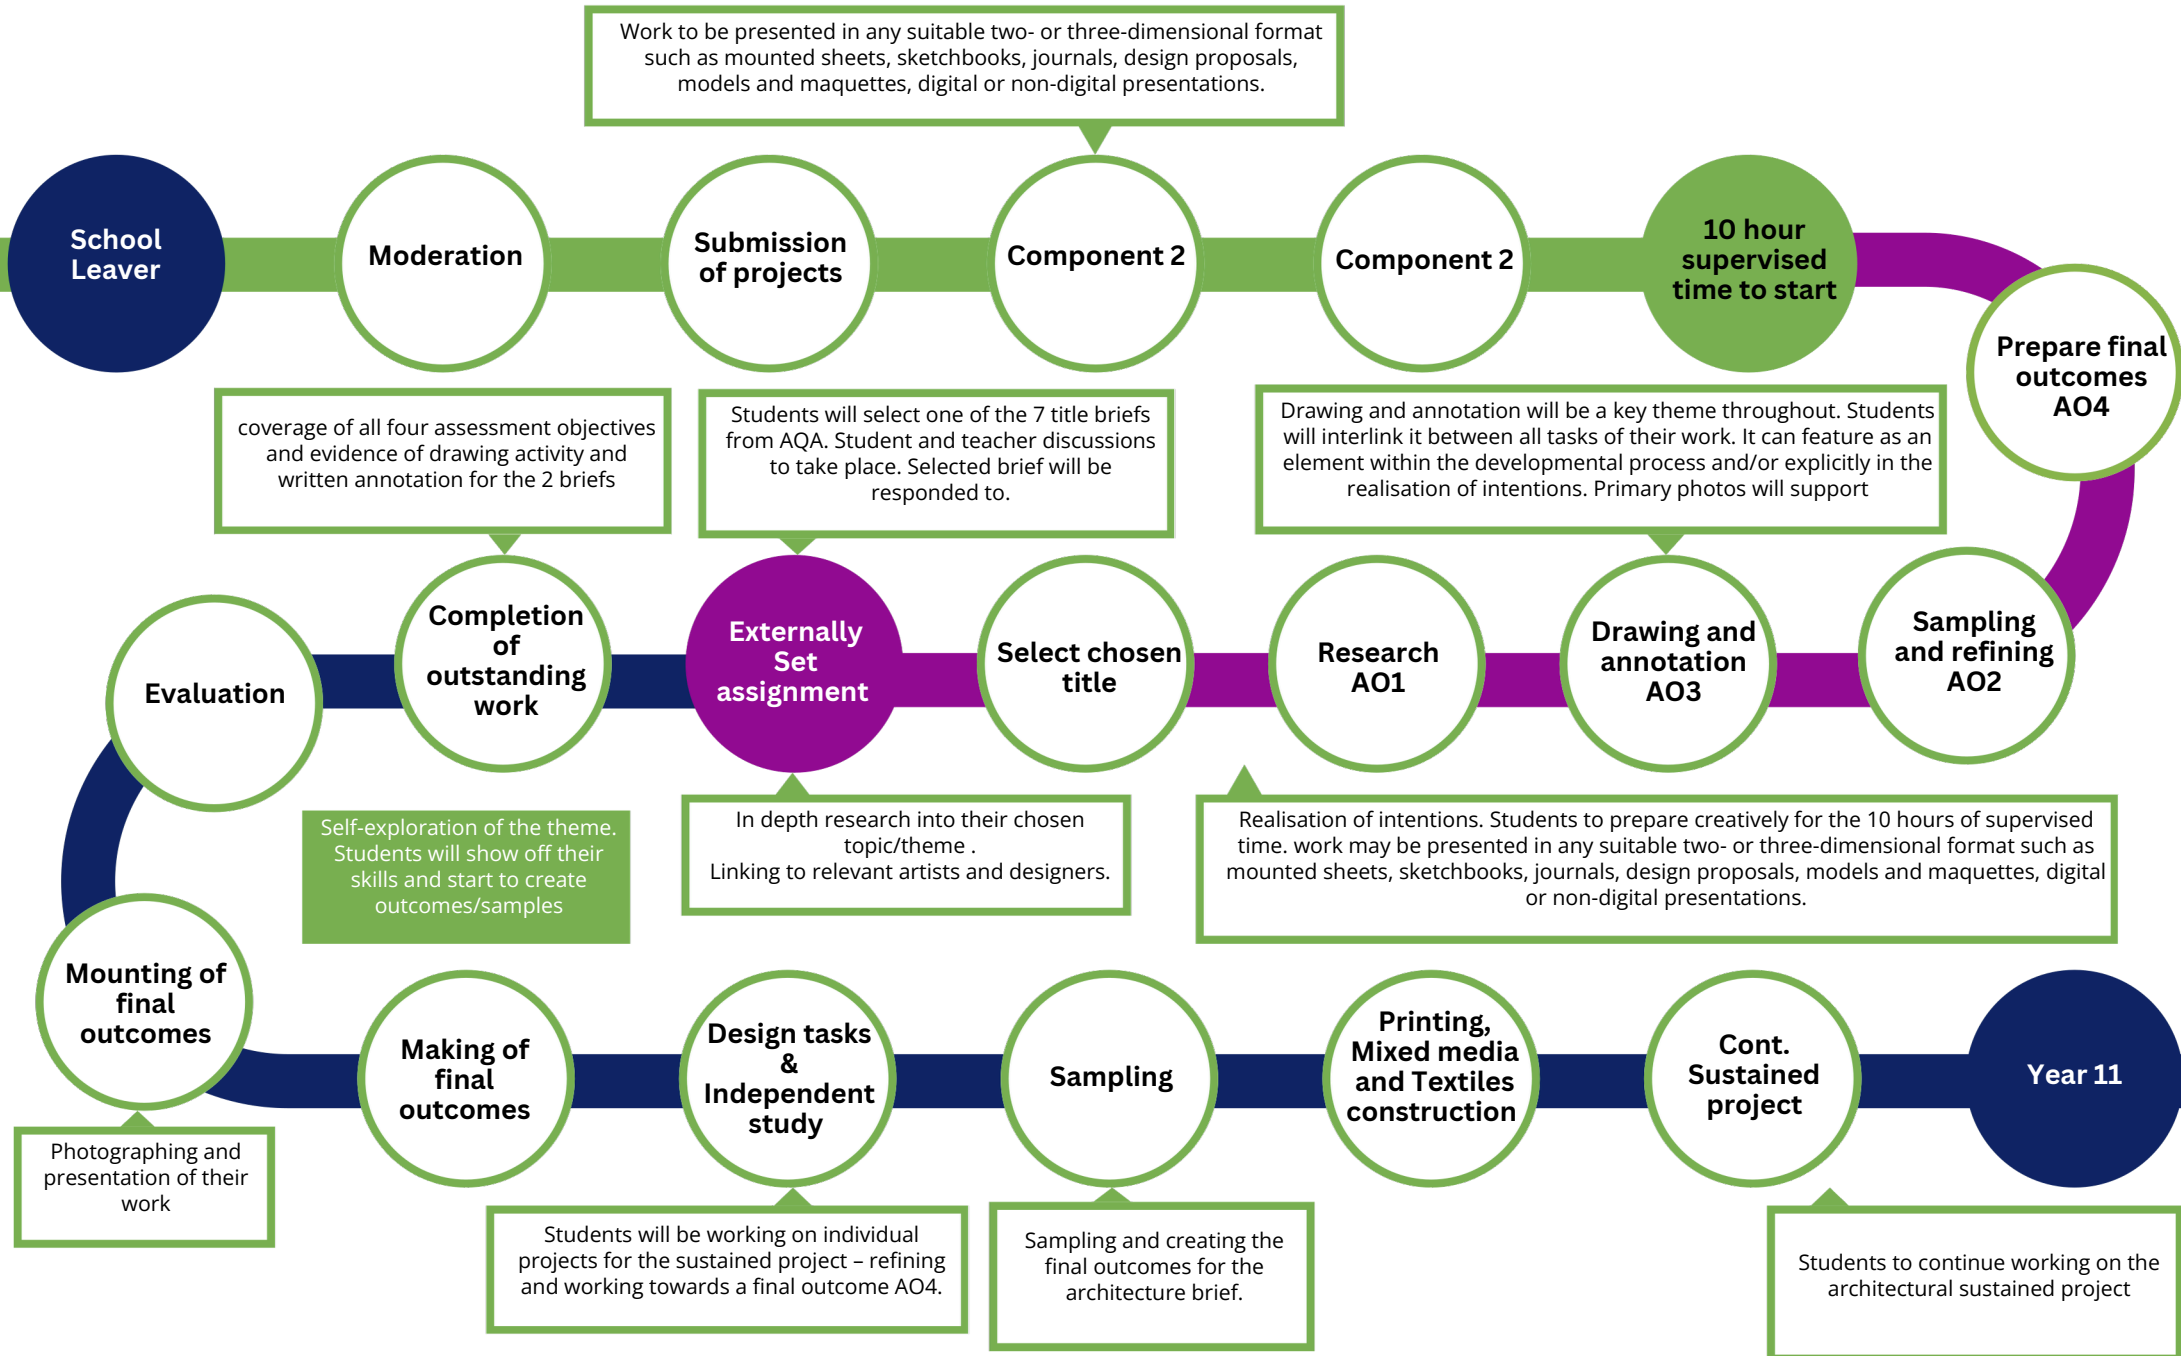 Work to be presented in any suitable two- or three-dimensional format
such as mounted sheets, sketchbooks, journals, design proposals,
models and maquettes, digital or non-digital presentations.
School
Leaver
Moderation
Submission
of projects
Component 2
Component 2
10 hour
supervised
time to start
Prepare final
outcomes
AO4
coverage of all four assessment objectives
and evidence of drawing activity and
written annotation for the 2 briefs
Students will select one of the 7 title briefs
from AQA. Student and teacher discussions
to take place. Selected brief will be
responded to.
Drawing and annotation will be a key theme throughout. Students
will interlink it between all tasks of their work. It can feature as an
element within the developmental process and/or explicitly in the
realisation of intentions. Primary photos will support
Evaluation
Completion
of
outstanding
work
Externally
Set
assignment
Select chosen
title
Research
AO1
Drawing and
annotation
AO3
Sampling
and refining
AO2
Self-exploration of the theme.
Students will show off their
skills and start to create
outcomes/samples
In depth research into their chosen
topic/theme .
Linking to relevant artists and designers.
Realisation of intentions. Students to prepare creatively for the 10 hours of supervised
time. work may be presented in any suitable two- or three-dimensional format such as
mounted sheets, sketchbooks, journals, design proposals, models and maquettes, digital
or non-digital presentations.
Mounting of
final
outcomes
Making of
final
outcomes
Design tasks
&
Independent
study
Sampling
Printing,
Mixed media
and Textiles
construction
Cont.
Sustained
project
Year 11
Photographing and
presentation of their
work
Students will be working on individual
projects for the sustained project – refining
and working towards a final outcome AO4.
Sampling and creating the
final outcomes for the
architecture brief.
Students to continue working on the
architectural sustained project